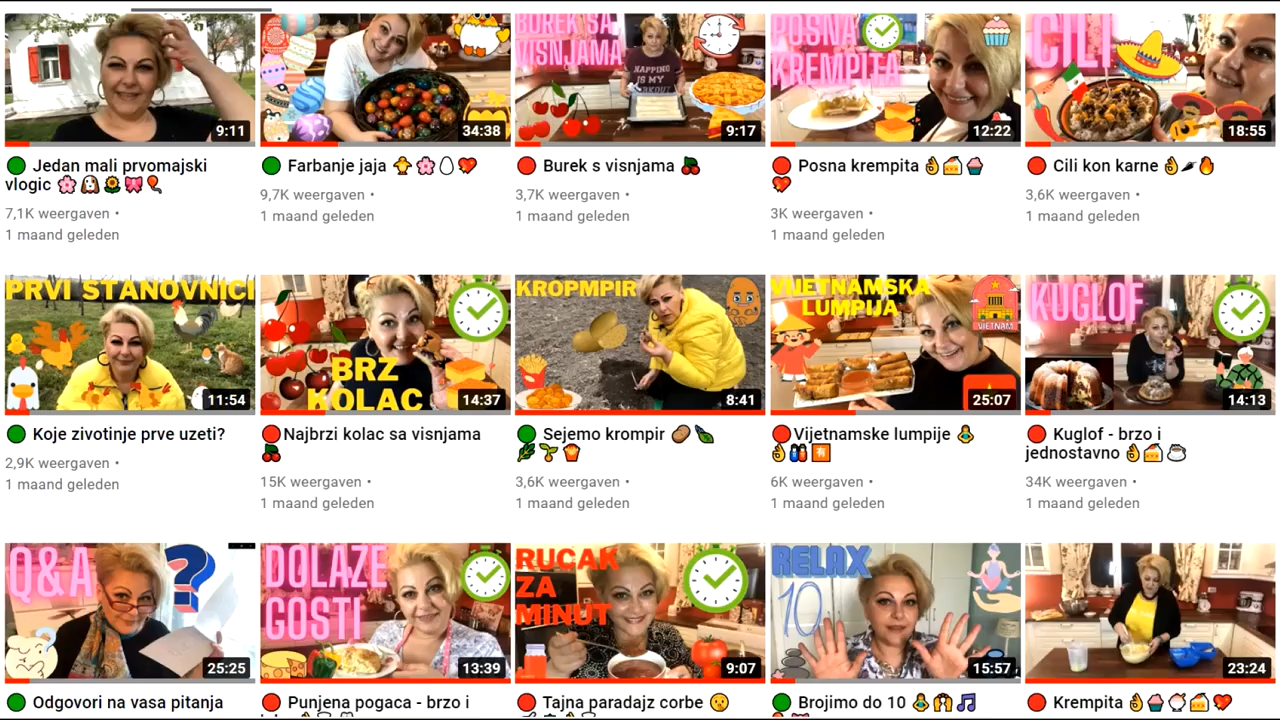 BUREK SA
VISNJAMA
NAPPING
IS MY
POSNA
KREMPITA
CILI
9:11
34:38
9:17
12:22
18:55
🟢 Jedan mali prvomajski
vlogic 🌸🐶🌻🎀🎈
🟢 Farbanje jaja 🐥🌸🥚💖
🔴 Burek s visnjama 🍒
🔴 Posna krempita 👌🍰🧁
💖
🔴 Cili kon karne 👌🌶🔥
7,1K weergaven •
1 maand geleden
9,7K weergaven •
1 maand geleden
3,7K weergaven •
1 maand geleden
3K weergaven •
1 maand geleden
3,6K weergaven •
1 maand geleden
PRVI STANOVNICI
BRZ
KOLAC
KROPMPIR
VIJETNAMSKA
LUMPIJA
VIETNAM
KUGLOF
11:54
14:37
8:41
25:07
14:13
🟢 Koje zivotinje prve uzeti?
🔴Najbrzi kolac sa visnjama
🍒
🟢 Sejemo krompir 🥔🍃
🌿🌱🍟
🔴Vijetnamske lumpije 🤱
👌👭🈶
🔴 Kuglof - brzo i
jednostavno 👌🍰☕
2,9K weergaven •
1 maand geleden
15K weergaven •
1 maand geleden
3,6K weergaven •
1 maand geleden
6K weergaven •
1 maand geleden
34K weergaven •
1 maand geleden
Q&A
?
DOLAZE
GOSTI
RUCAK
ZA
MINUT
RELAX
10
25:25
13:39
9:07
15:57
23:24
🟢 Odgovori na vasa pitanja
🔴 Punjena pogaca - brzo i
🔴 Tajna paradajz corbe 😗
🟢 Brojimo do 10 🤱🙌🎵
🔴 Krempita 👌🧁🍨🍰❤️